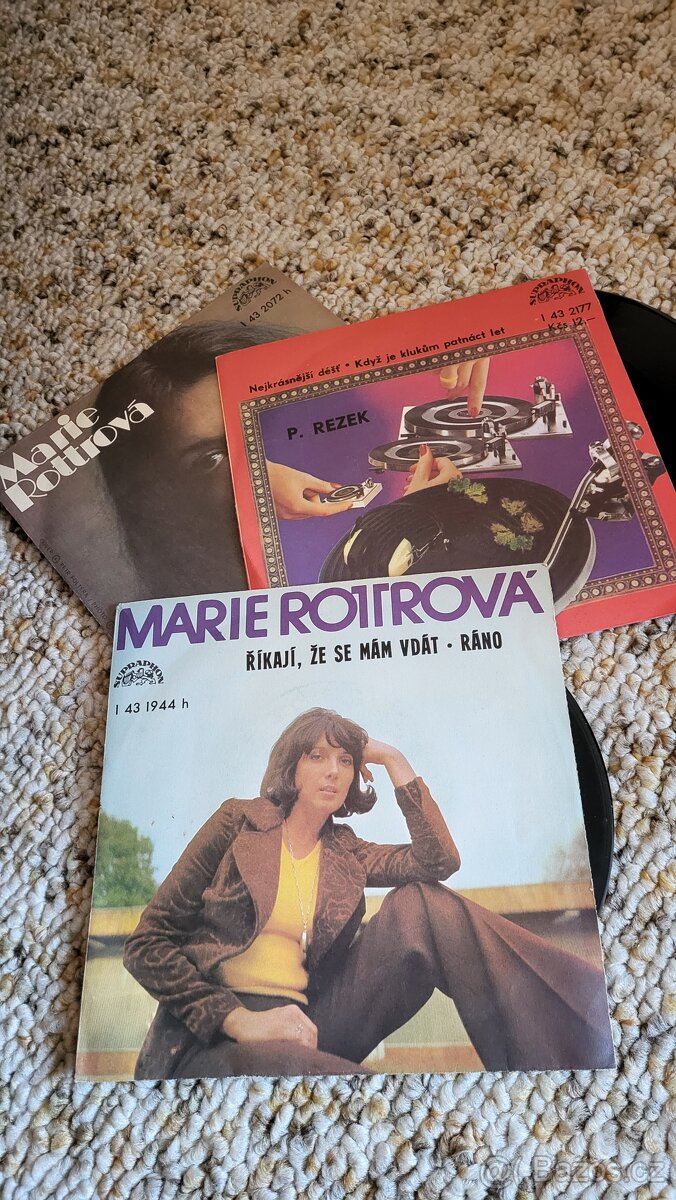 SUPRAPHON
1 43 2072 h
Marie
Rottrová
SUPRAPHON
1 43 2177
Kčs 12,–
Nejkrásnější déšť • Když je klukům patnáct let
P. REZEK
MARIE ROTTROVÁ
ŘÍKAJÍ, ŽE SE MÁM VDÁT • RÁNO
SUPRAPHON
1 43 1944 h
Bazos.cz